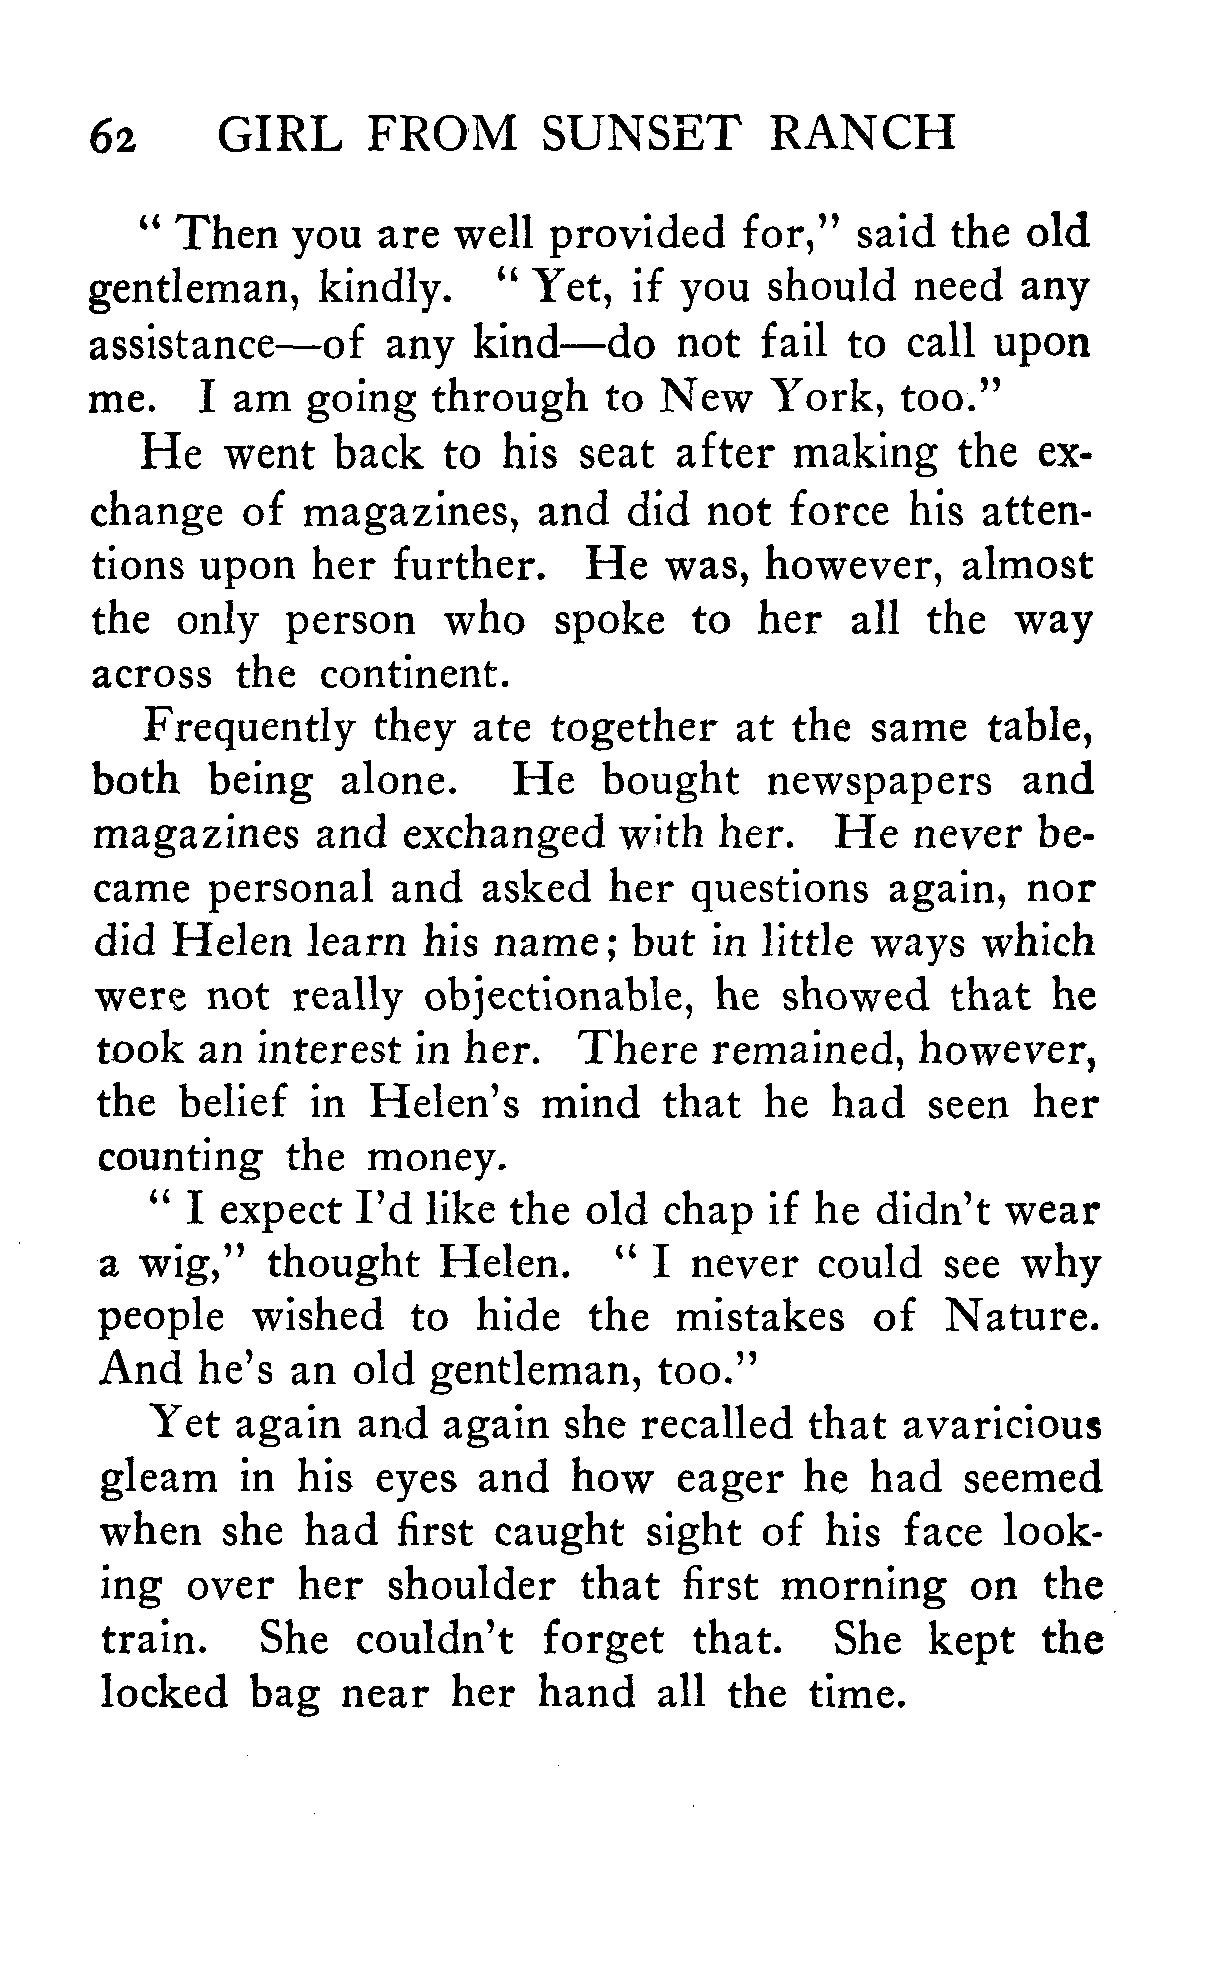 62 GIRL FROM SUNSET RANCH
" Then you are well provided for," said the old
gentleman, kindly. " Yet, if you should need any
assistance—of any kind—do not fail to call upon
me. I am going through to New York, too."
He went back to his seat after making the ex-
change of magazines, and did not force his atten-
tions upon her further. He was, however, almost
the only person who spoke to her all the way
across the continent.
Frequently they ate together at the same table,
both being alone. He bought newspapers and
magazines and exchanged with her. He never be-
came personal and asked her questions again, nor
did Helen learn his name; but in little ways which
were not really objectionable, he showed that he
took an interest in her. There remained, however,
the belief in Helen's mind that he had seen her
counting the money.
" I expect I'd like the old chap if he didn't wear
a wig," thought Helen. " I never could see why
people wished to hide the mistakes of Nature.
And he's an old gentleman, too."
Yet again and again she recalled that avaricious
gleam in his eyes and how eager he had seemed
when she had first caught sight of his face look-
ing over her shoulder that first morning on the
train. She couldn't forget that. She kept the
locked bag near her hand all the time.